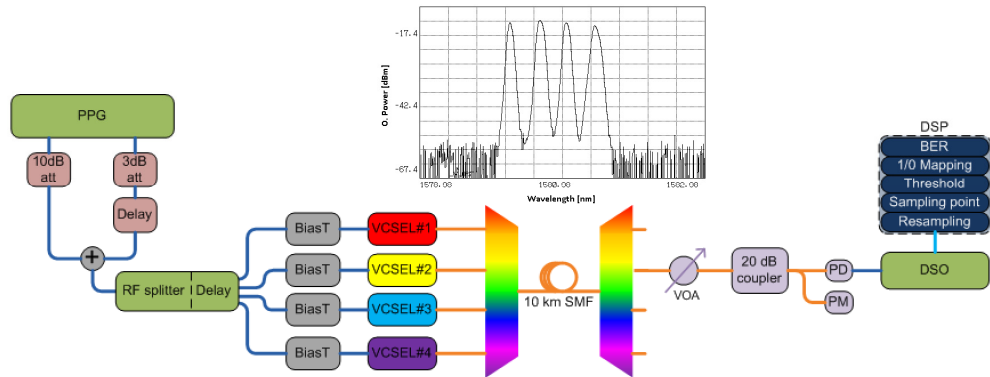 -17.4
-42.4
-67.4
O. Power [dBm]
1570.00
1580.00
1582.00
Wavelength [nm]
PPG
10dB
att
3dB
att
Delay
+
RF splitter
Delay
BiasT
VCSEL#1
BiasT
VCSEL#2
BiasT
VCSEL#3
BiasT
VCSEL#4
10 km SMF
VOA
20 dB
coupler
PD
PM
DSO
DSP
BER
1/0 Mapping
Threshold
Sampling point
Resampling